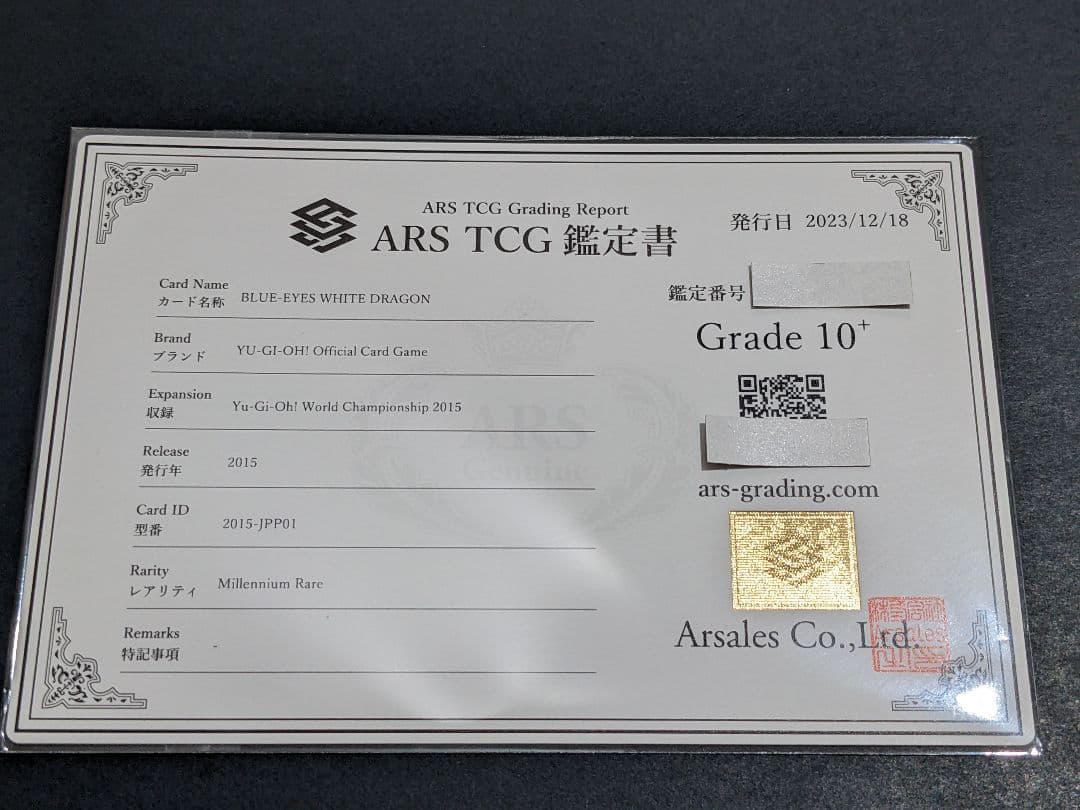 ARS TCG Grading Report
ARS TCG 鑑定書
発行日 2023/12/18
Card Name
カード名称 BLUE-EYES WHITE DRAGON
Brand
ブランド YU-GI-OH! Official Card Game
Expansion
収録 Yu-Gi-Oh! World Championship 2015
Release
発行年 2015
Card ID
型番 2015-JPP01
Rarity
レアリティ Millennium Rare
Remarks
特記事項 -
鑑定番号
Grade 10+
ars-grading.com
Arsales Co.,Ltd.
ARS
Genuine
Arsales